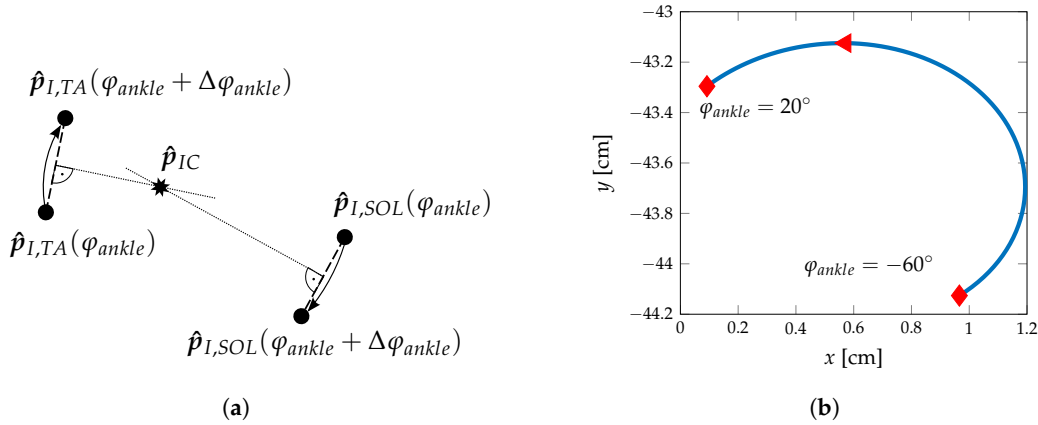 p̂I,TA(φankle + Δφankle)
p̂IC
p̂I,SOL(φankle)
p̂I,TA(φankle)
p̂I,SOL(φankle + Δφankle)
(a)
−43
−43.2
−43.4
−43.6
−43.8
−44
−44.2
y [cm]
φankle = 20°
φankle = −60°
0 0.2 0.4 0.6 0.8 1 1.2
x [cm]
(b)